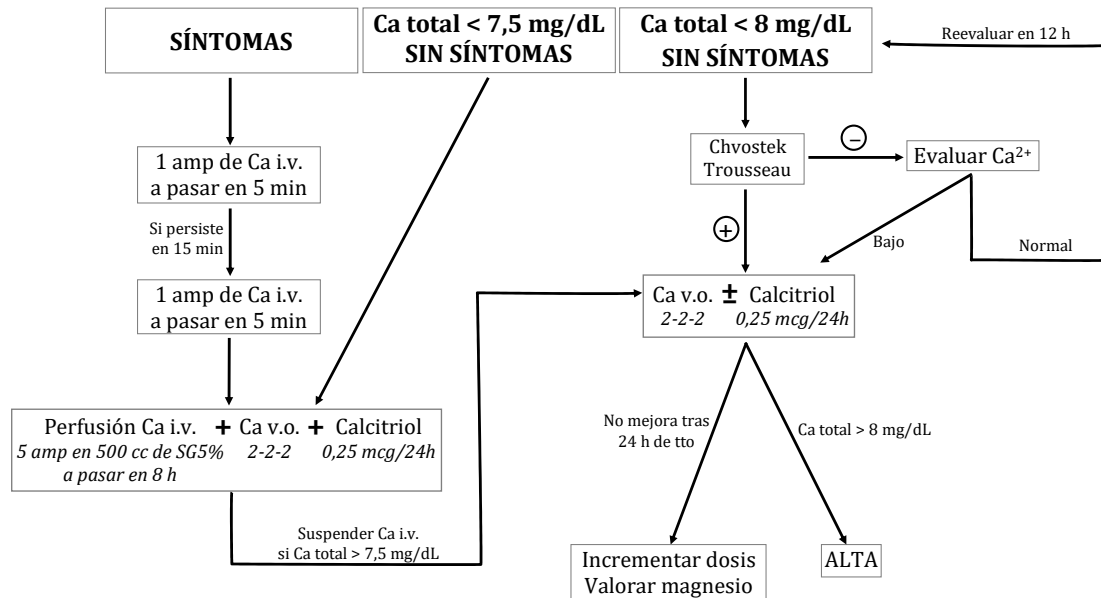 SÍNTOMAS
Ca total < 7,5 mg/dL
SIN SÍNTOMAS
Ca total < 8 mg/dL
SIN SÍNTOMAS
Reevaluar en 12 h
1 amp de Ca i.v.
a pasar en 5 min
Chvostek
Trousseau
−
Evaluar Ca²⁺
Si persiste
en 15 min
+
Bajo
Normal
1 amp de Ca i.v.
a pasar en 5 min
Ca v.o. ± Calcitriol
2-2-2 0,25 mcg/24h
Perfusión Ca i.v. + Ca v.o. + Calcitriol
5 amp en 500 cc de SG5% 2-2-2 0,25 mcg/24h
a pasar en 8 h
No mejora tras
24 h de tto
Ca total > 8 mg/dL
Suspender Ca i.v.
si Ca total > 7,5 mg/dL
Incrementar dosis
Valorar magnesio
ALTA